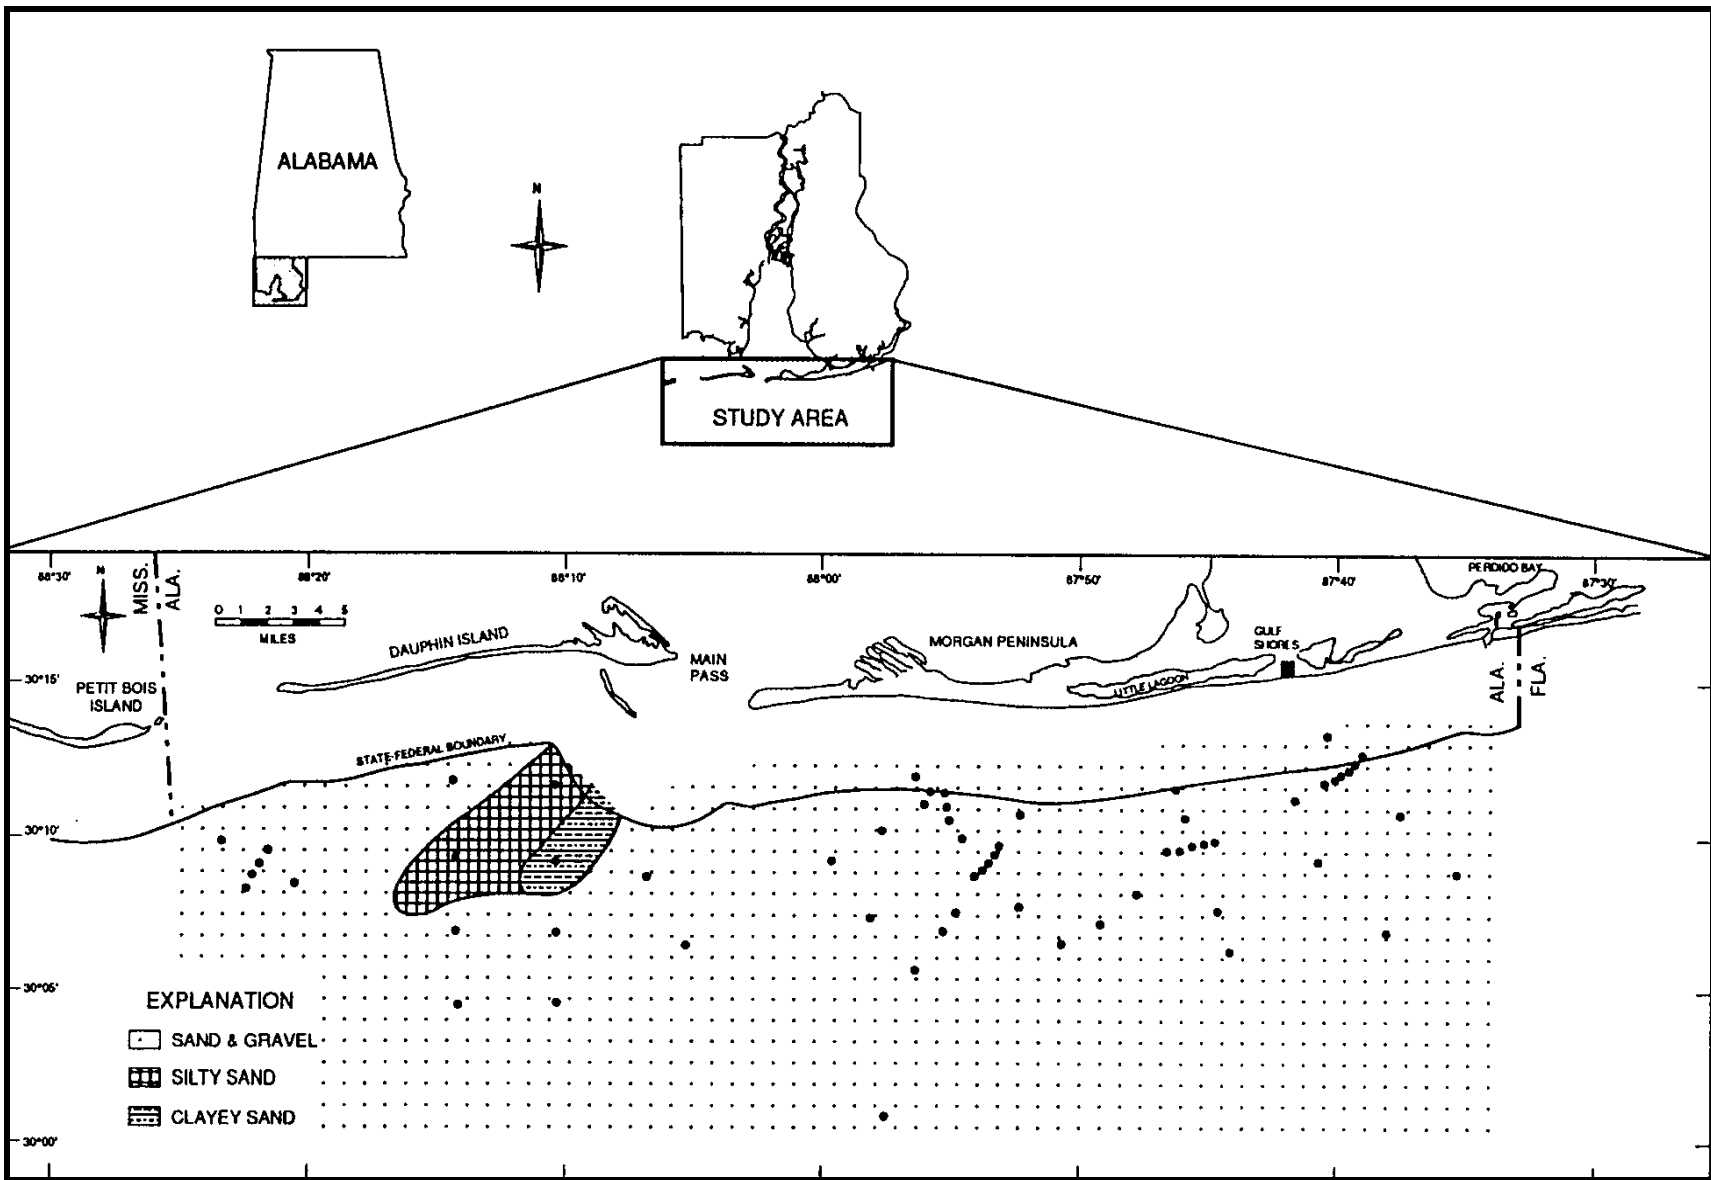 ALABAMA
N
STUDY AREA
88°30'
88°20'
88°10'
88°00'
87°50'
87°40'
87°30'
N
MISS.
ALA.
0 1 2 3 4 5
MILES
PERDIDO BAY
DAUPHIN ISLAND
MAIN
PASS
MORGAN PENINSULA
GULF
SHORES
LITTLE LAGOON
ALA.
FLA.
30°15'
PETIT BOIS
ISLAND
STATE-FEDERAL BOUNDARY
30°10'
30°05'
EXPLANATION
SAND & GRAVEL
SILTY SAND
CLAYEY SAND
30°00'